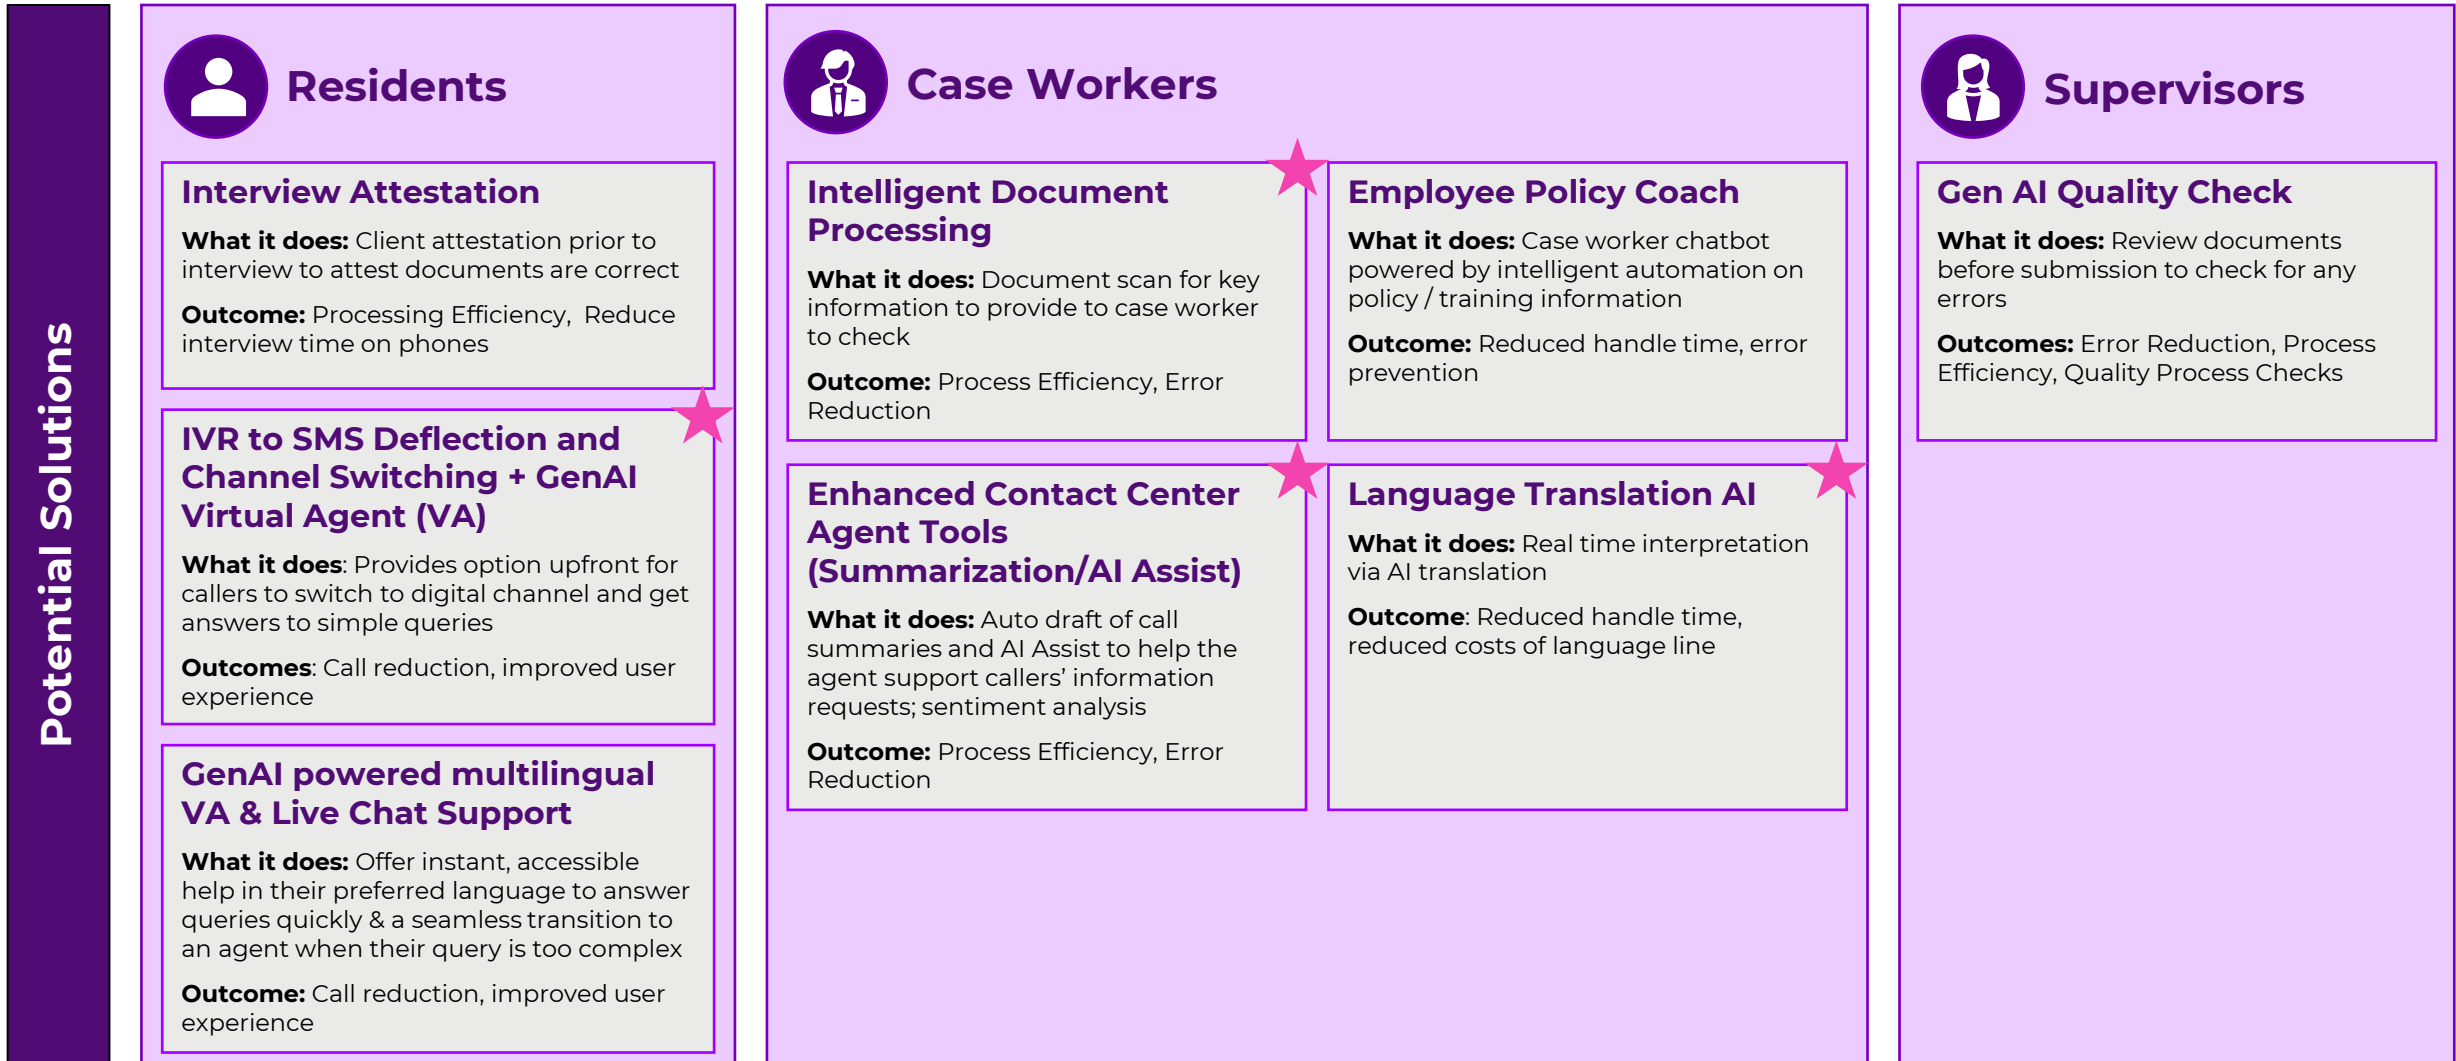 Potential Solutions
Residents
Interview Attestation
What it does: Client attestation prior to
interview to attest documents are correct
Outcome: Processing Efficiency,  Reduce
interview time on phones
IVR to SMS Deflection and
Channel Switching + GenAI
Virtual Agent (VA)
What it does: Provides option upfront for
callers to switch to digital channel and get
answers to simple queries
Outcomes: Call reduction, improved user
experience
GenAI powered multilingual
VA & Live Chat Support
What it does: Offer instant, accessible
help in their preferred language to answer
queries quickly & a seamless transition to
an agent when their query is too complex
Outcome: Call reduction, improved user
experience
Case Workers
Intelligent Document
Processing
What it does: Document scan for key
information to provide to case worker
to check
Outcome: Process Efficiency, Error
Reduction
Employee Policy Coach
What it does: Case worker chatbot
powered by intelligent automation on
policy / training information
Outcome: Reduced handle time, error
prevention
Enhanced Contact Center
Agent Tools
(Summarization/AI Assist)
What it does: Auto draft of call
summaries and AI Assist to help the
agent support callers’ information
requests; sentiment analysis
Outcome: Process Efficiency, Error
Reduction
Language Translation AI
What it does: Real time interpretation
via AI translation
Outcome: Reduced handle time,
reduced costs of language line
Supervisors
Gen AI Quality Check
What it does: Review documents
before submission to check for any
errors
Outcomes: Error Reduction, Process
Efficiency, Quality Process Checks